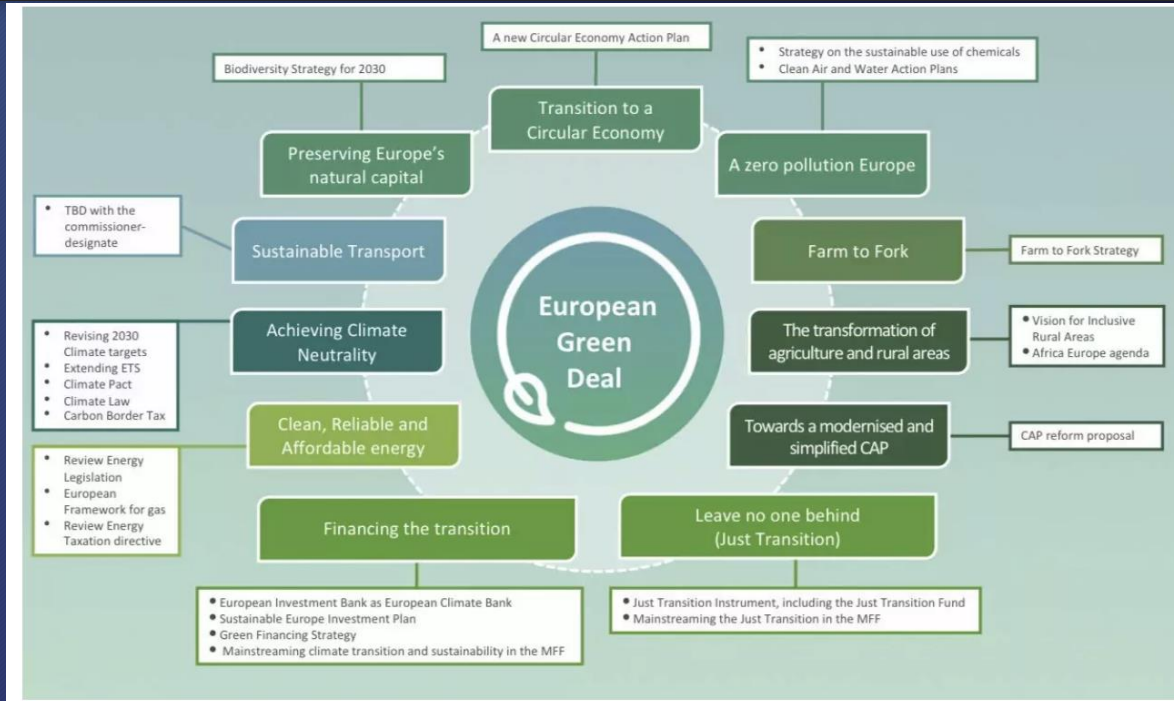 A new Circular Economy Action Plan
Biodiversity Strategy for 2030
• Strategy on the sustainable use of chemicals
• Clean Air and Water Action Plans
Transition to a
Circular Economy
Preserving Europe's
natural capital
A zero pollution Europe
• TBD with the
commissioner-
designate
Sustainable Transport
Farm to Fork
Farm to Fork Strategy
European
Green
Deal
• Revising 2030
Climate targets
• Extending ETS
• Climate Pact
• Climate Law
• Carbon Border Tax
Achieving Climate
Neutrality
The transformation of
agriculture and rural areas
• Vision for Inclusive
Rural Areas
• Africa Europe agenda
Clean, Reliable and
Affordable energy
Towards a modernised and
simplified CAP
CAP reform proposal
• Review Energy
Legislation
• European
Framework for gas
• Review Energy
Taxation directive
Financing the transition
Leave no one behind
(Just Transition)
• European Investment Bank as European Climate Bank
• Sustainable Europe Investment Plan
• Green Financing Strategy
• Mainstreaming climate transition and sustainability in the MFF
• Just Transition Instrument, including the Just Transition Fund
• Mainstreaming the Just Transition in the MFF